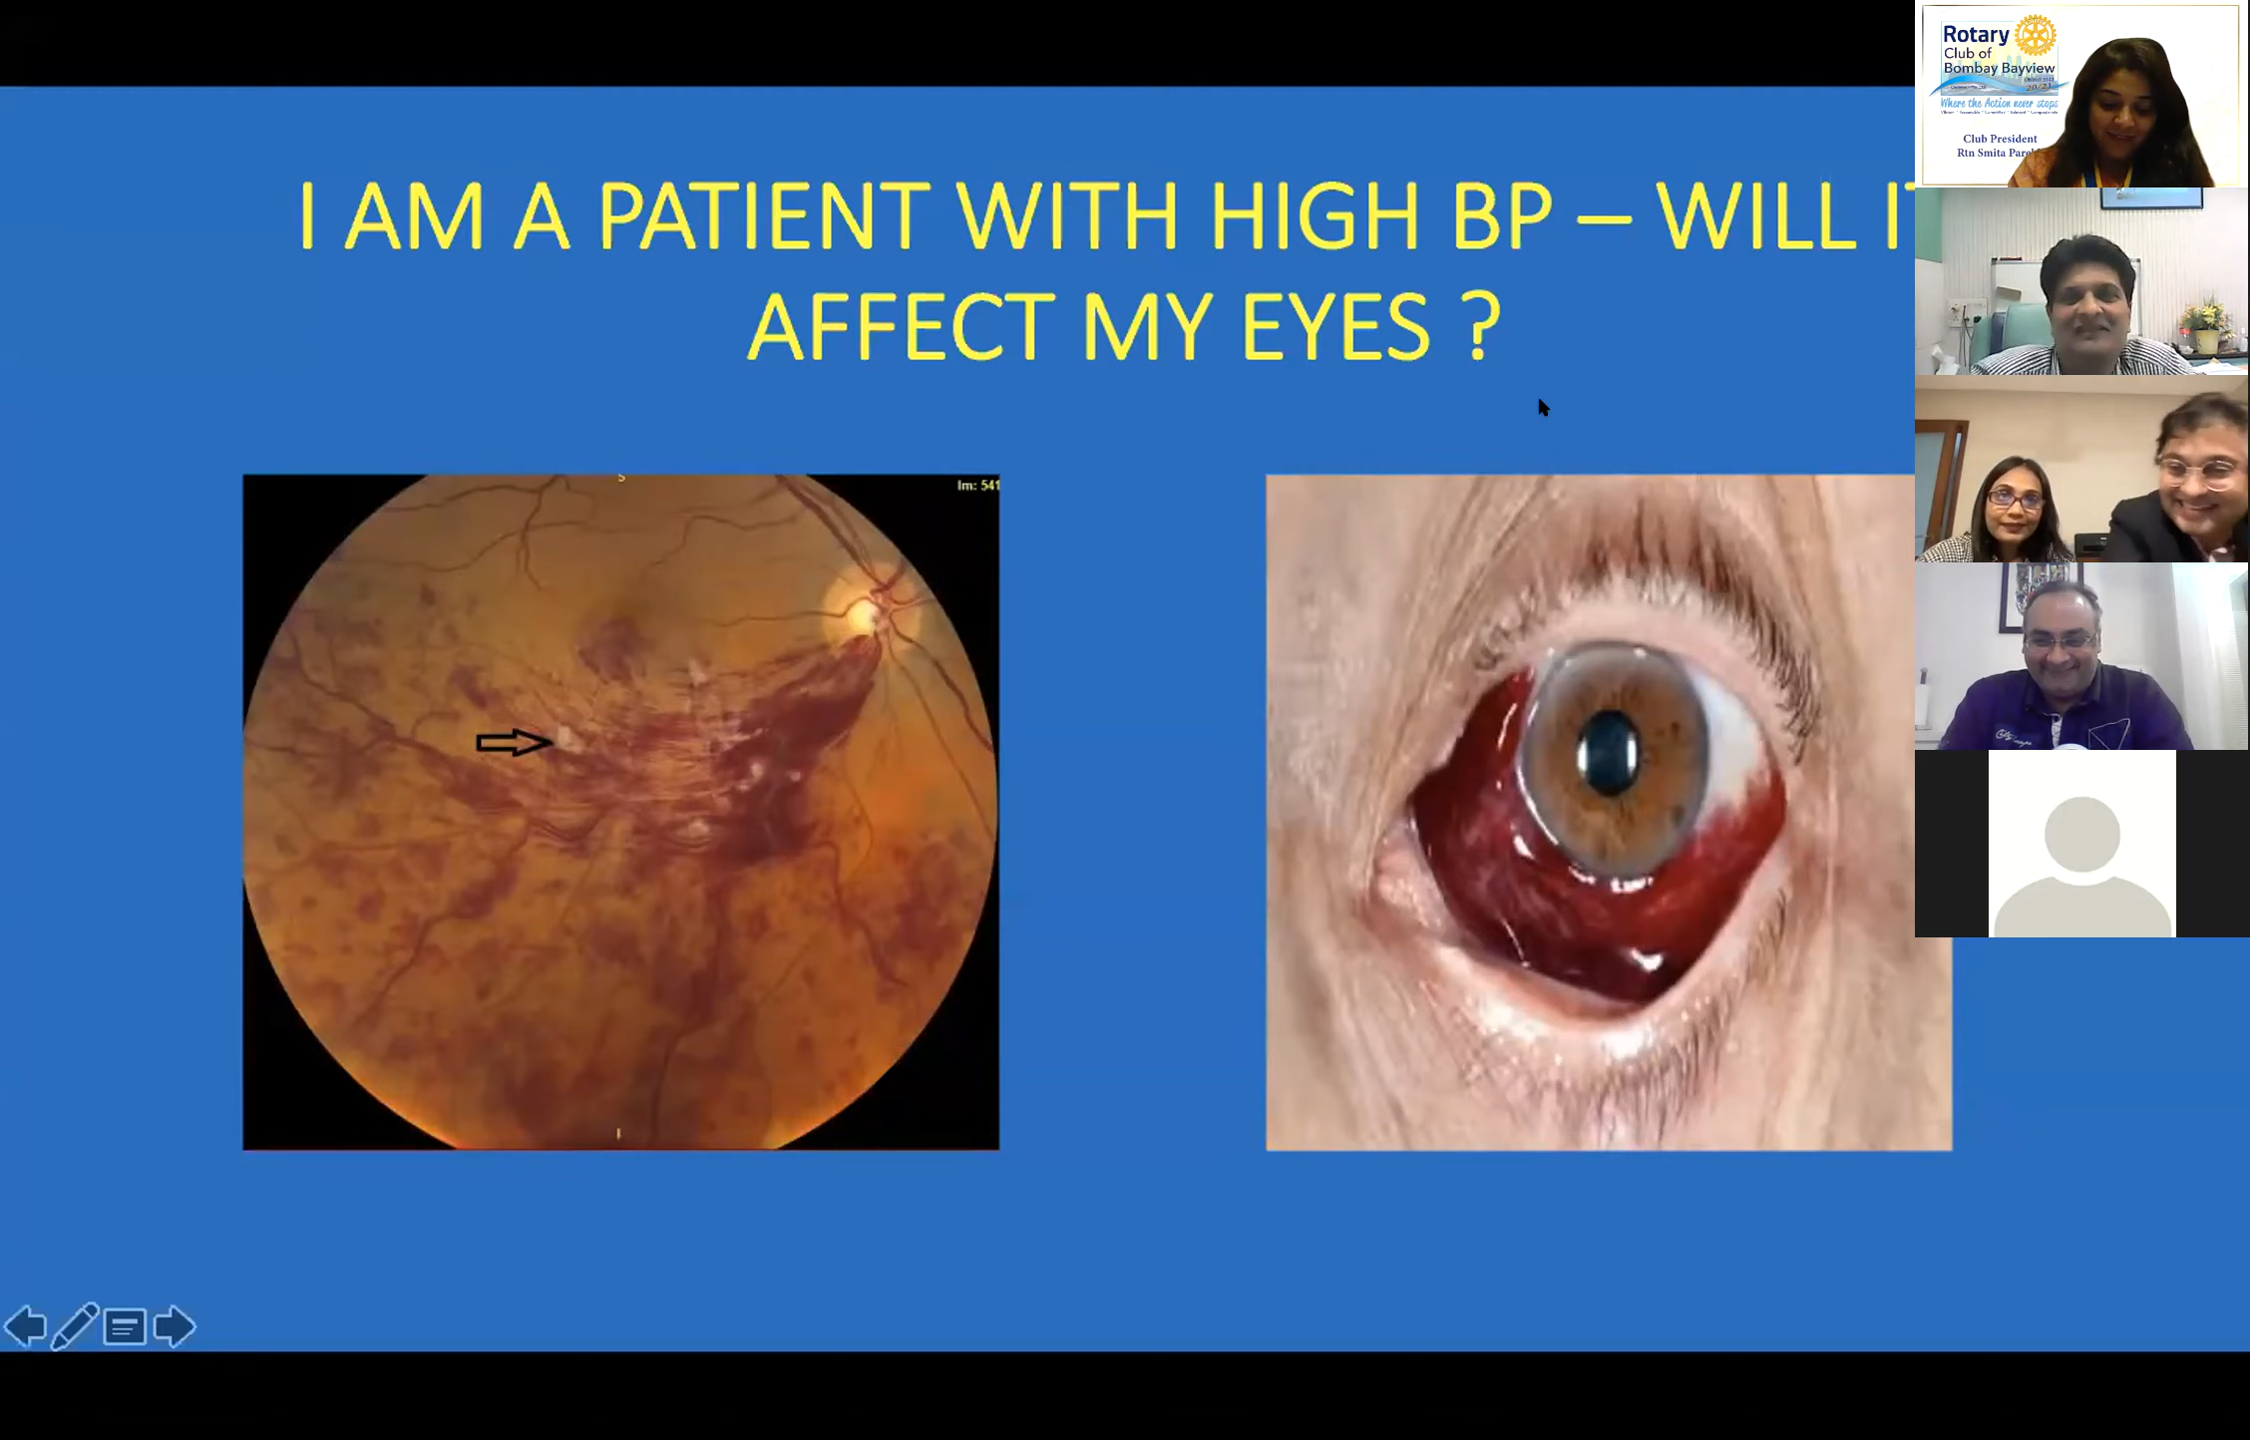 I AM A PATIENT WITH HIGH BP – WILL IT
AFFECT MY EYES ?
S
Im: 541
I
Rotary
Club of
Bombay Bayview
Where the Action never stops
Club President
Rtn Smita